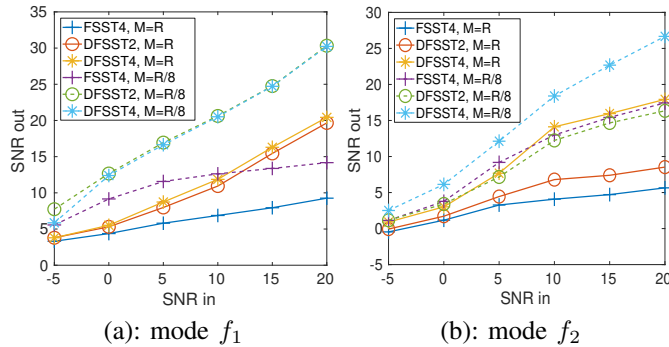 35
30
25
20
15
10
5
0
SNR out
FSST4, M=R
DFSST2, M=R
DFSST4, M=R
FSST4, M=R/8
DFSST2, M=R/8
DFSST4, M=R/8
-5 0 5 10 15 20
SNR in
(a): mode f₁
30
25
20
15
10
5
0
-5
SNR out
FSST4, M=R
DFSST2, M=R
DFSST4, M=R
FSST4, M=R/8
DFSST2, M=R/8
DFSST4, M=R/8
-5 0 5 10 15 20
SNR in
(b): mode f₂